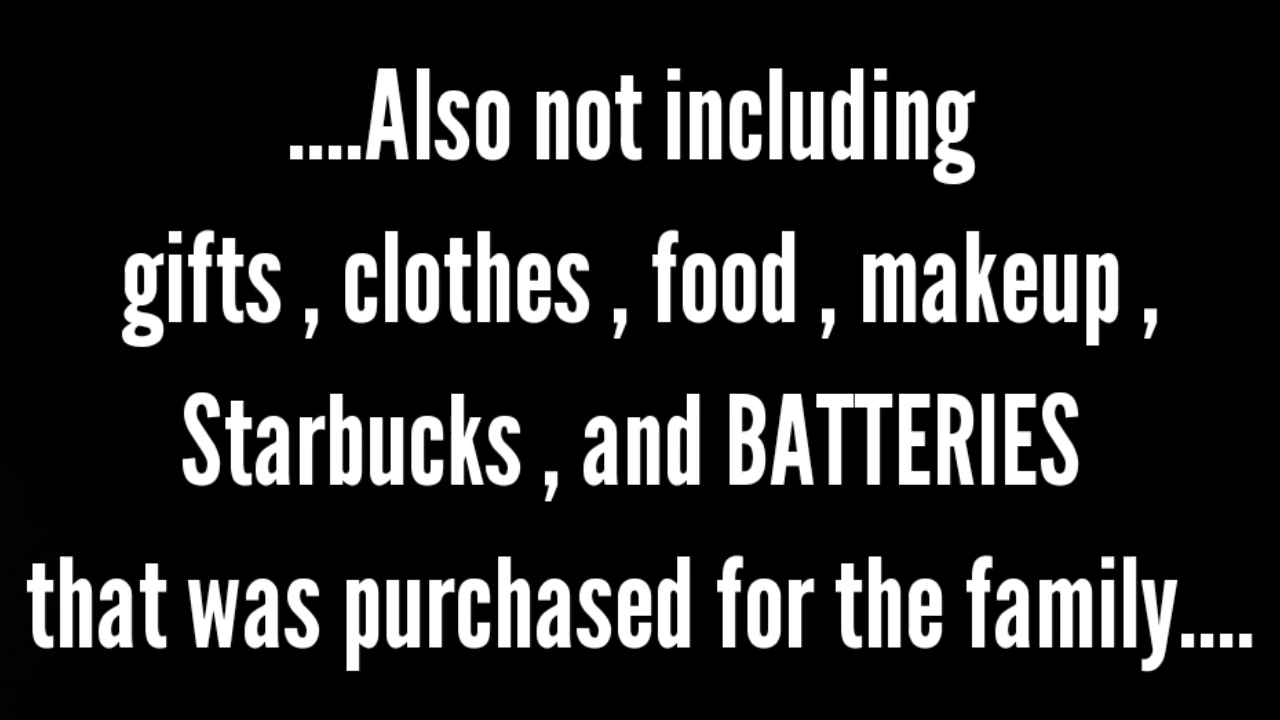 ....Also not including
gifts , clothes , food , makeup ,
Starbucks , and BATTERIES
that was purchased for the family....